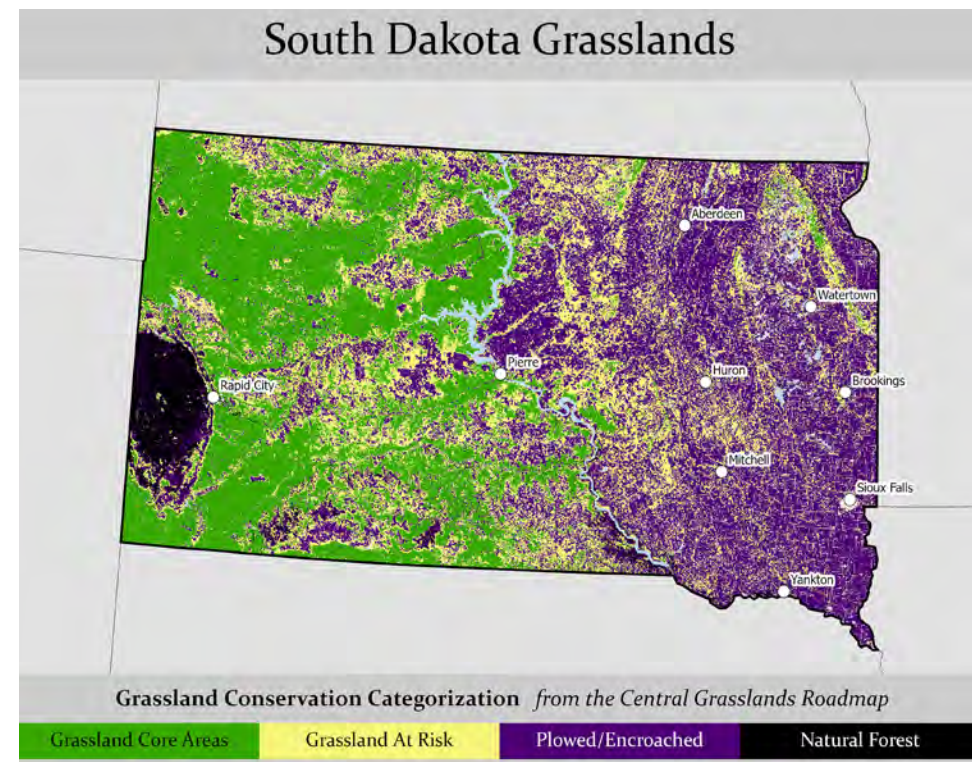 South Dakota Grasslands
Aberdeen
Watertown
Pierre
Huron
Brookings
Rapid City
Mitchell
Sioux Falls
Yankton
Grassland Conservation Categorization from the Central Grasslands Roadmap
Grassland Core Areas Grassland At Risk Plowed/Encroached Natural Forest